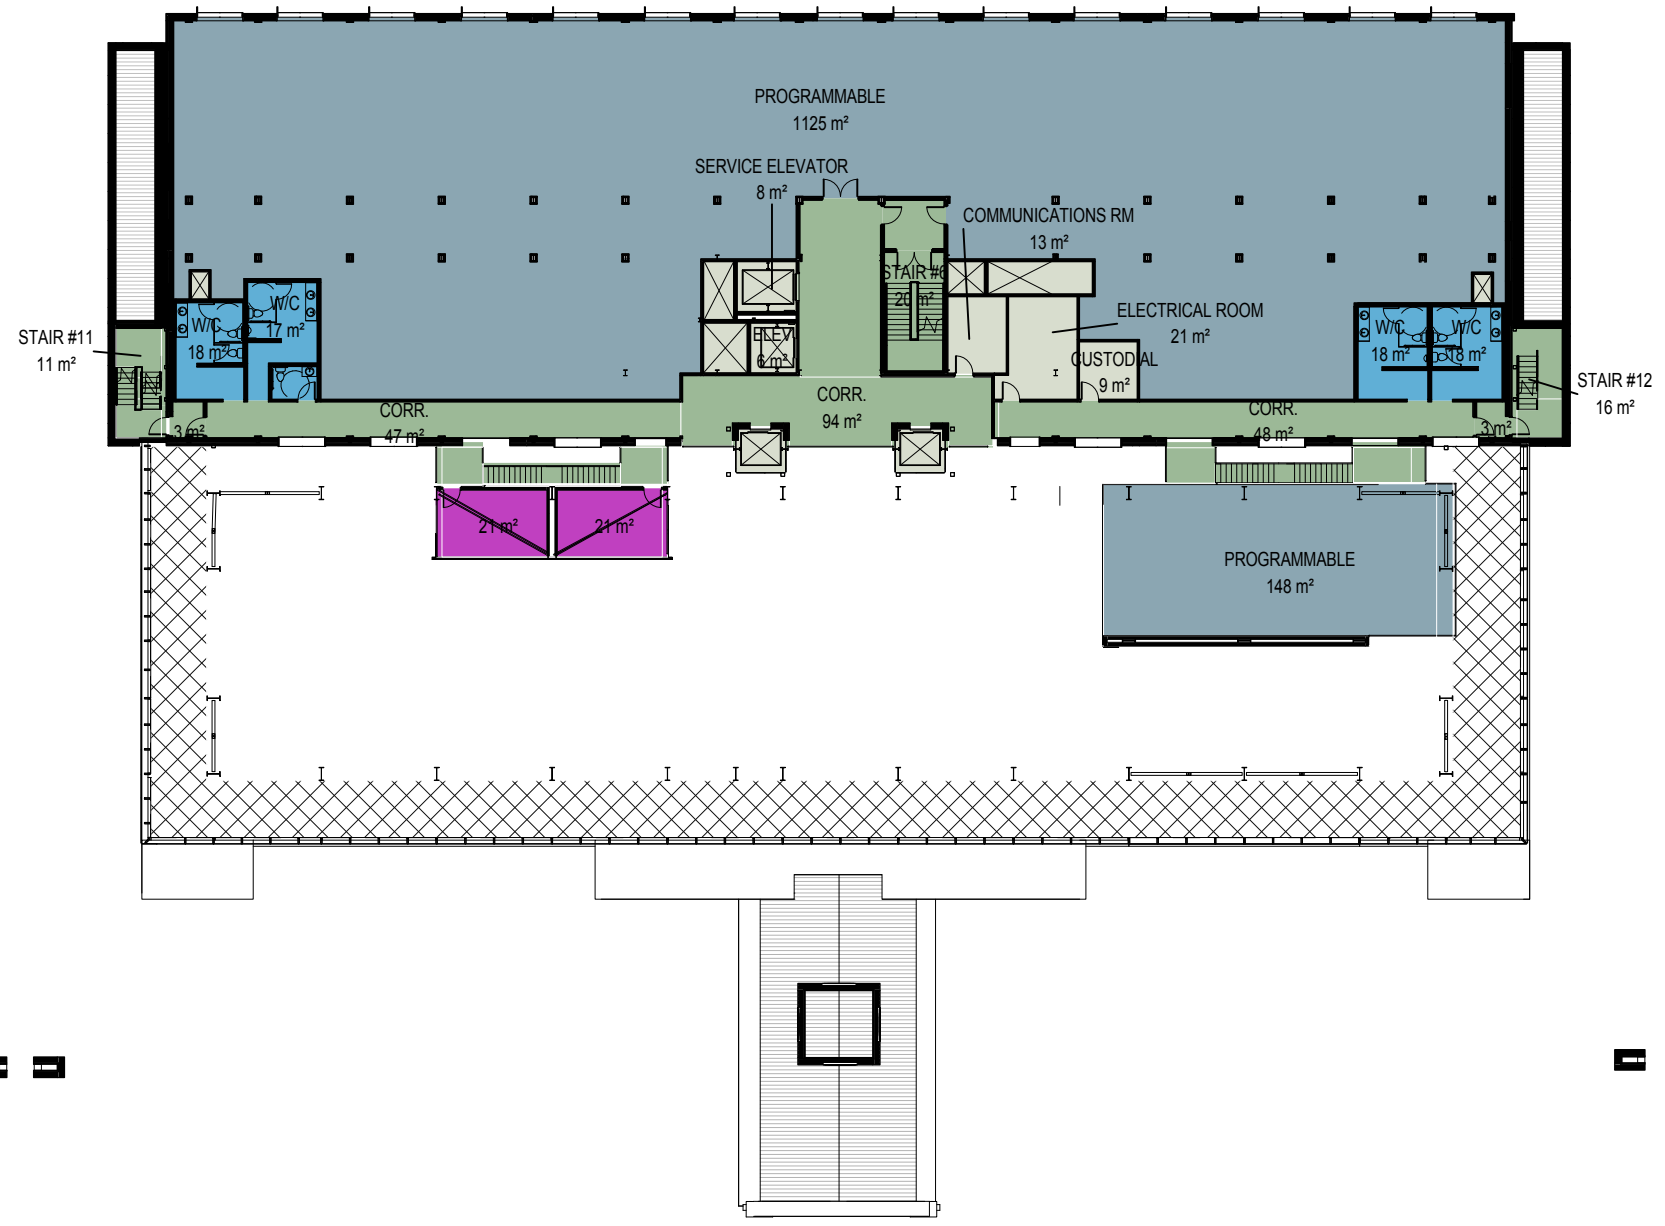 PROGRAMMABLE
1125 m²
SERVICE ELEVATOR
8 m²
COMMUNICATIONS RM
13 m²
STAIR #6
20 m²
W/C
17 m²
W/C
18 m²
ELEV.
6 m²
ELECTRICAL ROOM
21 m²
CUSTODIAL
9 m²
W/C
18 m²
W/C
18 m²
STAIR #11
11 m²
STAIR #12
16 m²
CORR.
47 m²
CORR.
94 m²
CORR.
48 m²
3 m²
3 m²
21 m²
21 m²
PROGRAMMABLE
148 m²